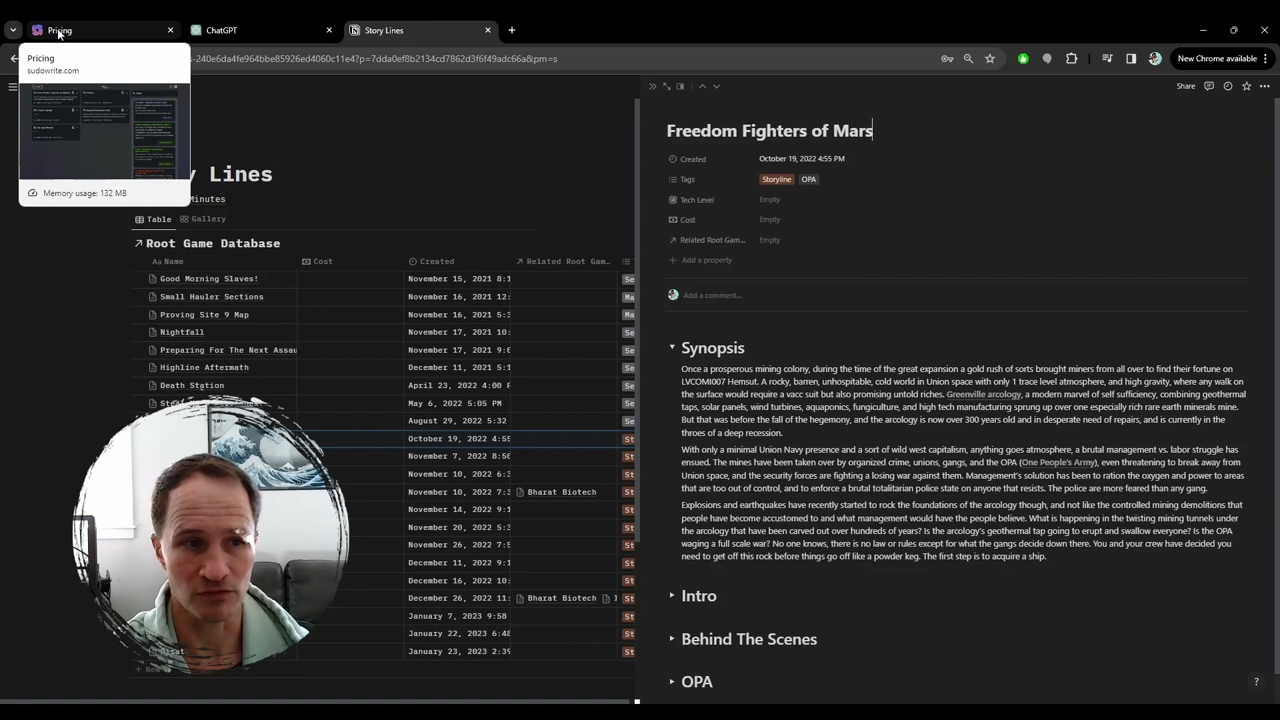 Pricing
ChatGPT
Story Lines
Pricing
sudowrite.com
Memory usage: 132 MB
s-240e6da4fe964bbe85926ed4060c11e4?p=7dda0ef8b2134cd7862d3f6f49adc66a&pm=s
New Chrome available
Share
y Lines
Minutes
Table
Gallery
Root Game Database
Aa Name
Cost
Created
Related Root Gam…
Good Morning Slaves!
November 15, 2021 8:1
Se
Small Hauler Sections
November 16, 2021 12:
Ma
Proving Site 9 Map
November 16, 2021 5:3
Ma
Nightfall
November 17, 2021 10:
Se
Preparing For The Next Assau
November 17, 2021 9:0
Se
Highline Aftermath
December 11, 2021 5:1
Se
Death Station
April 23, 2022 4:00 P
Se
May 6, 2022 5:05 PM
Se
August 29, 2022 5:32
Se
October 19, 2022 4:55
St
November 7, 2022 8:50
November 10, 2022 6:3
November 10, 2022 7:3
Bharat Biotech
St
November 14, 2022 9:1
November 20, 2022 5:3
November 26, 2022 7:5
December 11, 2022 9:1
December 16, 2022 10:
December 26, 2022 11:
Bharat Biotech
St
January 7, 2023 9:58
January 22, 2023 6:48
Pirat
January 23, 2023 2:39
St
New
Freedom Fighters of Mars
Created
October 19, 2022 4:55 PM
Tags
Storyline
OPA
Tech Level
Empty
Cost
Empty
Related Root Gam…
Empty
Add a property
Add a comment…
Synopsis
Once a prosperous mining colony, during the time of the great expansion a gold rush of sorts brought miners from all over to find their fortune on
LVCOMI007 Hemsut. A rocky, barren, unhospitable, cold world in Union space with only 1 trace level atmosphere, and high gravity, where any walk on
the surface would require a vacc suit but also promising untold riches. Greenville arcology, a modern marvel of self sufficiency, combining geothermal
taps, solar panels, wind turbines, aquaponics, fungiculture, and high tech manufacturing sprung up over one especially rich rare earth minerals mine.
But that was before the fall of the hegemony, and the arcology is now over 300 years old and in desperate need of repairs, and is currently in the
throes of a deep recession.
With only a minimal Union Navy presence and a sort of wild west capitalism, anything goes atmosphere, a brutal management vs. labor struggle has
ensued. The mines have been taken over by organized crime, unions, gangs, and the OPA (One People's Army), even threatening to break away from
Union space, and the security forces are fighting a losing war against them. Management's solution has been to ration the oxygen and power to areas
that are too out of control, and to enforce a brutal totalitarian police state on anyone that resists. The police are more feared than any gang.
Explosions and earthquakes have recently started to rock the foundations of the arcology though, and not like the controlled mining demolitions that
people have become accustomed to and what management would have the people believe. What is happening in the twisting mining tunnels under
the arcology that have been carved out over hundreds of years? Is the arcology's geothermal tap going to erupt and swallow everyone? Is the OPA
waging a full scale war? No one knows, there is no law or rules except for what the gangs decide down there. You and your crew have decided you
need to get off this rock before things go off like a powder keg. The first step is to acquire a ship.
Intro
Behind The Scenes
OPA